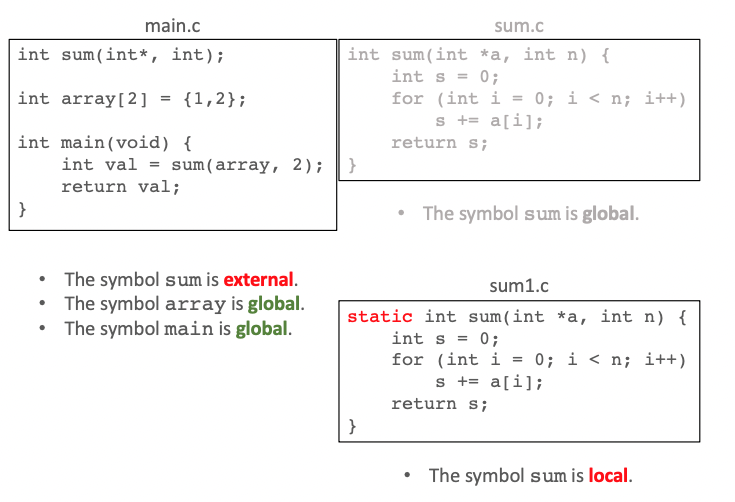 main.c
int sum(int*, int);
int array[2] = {1,2};
int main(void) {
    int val = sum(array, 2);
    return val;
}
• The symbol sum is external.
• The symbol array is global.
• The symbol main is global.
sum.c
int sum(int *a, int n) {
    int s = 0;
    for (int i = 0; i < n; i++)
        s += a[i];
    return s;
}
• The symbol sum is global.
sum1.c
static int sum(int *a, int n) {
    int s = 0;
    for (int i = 0; i < n; i++)
        s += a[i];
    return s;
}
• The symbol sum is local.